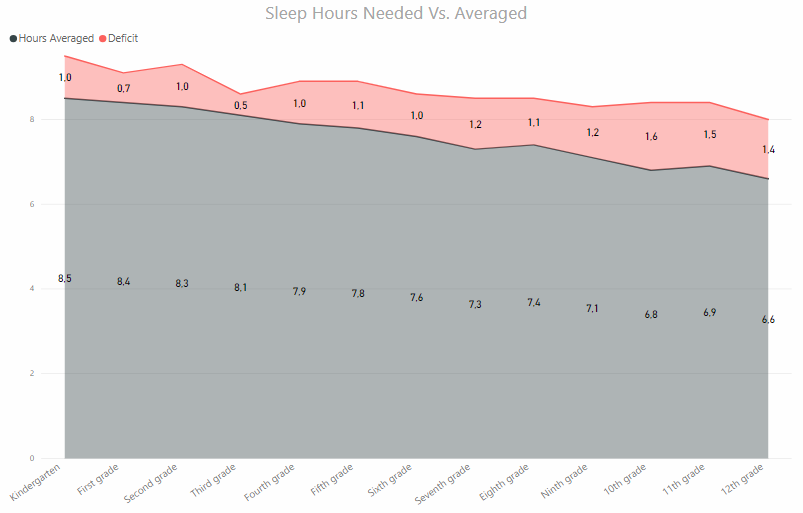 Sleep Hours Needed Vs. Averaged
Hours Averaged Deficit
1,0 0,7 1,0 0,5 1,0 1,1 1,0 1,2 1,1 1,2 1,6 1,5 1,4
8
6
8,5 8,4 8,3 8,1 7,9 7,8 7,6 7,3 7,4 7,1 6,8 6,9 6,6
4
2
0
Kindergarten First grade Second grade Third grade Fourth grade Fifth grade Sixth grade Seventh grade Eighth grade Ninth grade 10th grade 11th grade 12th grade